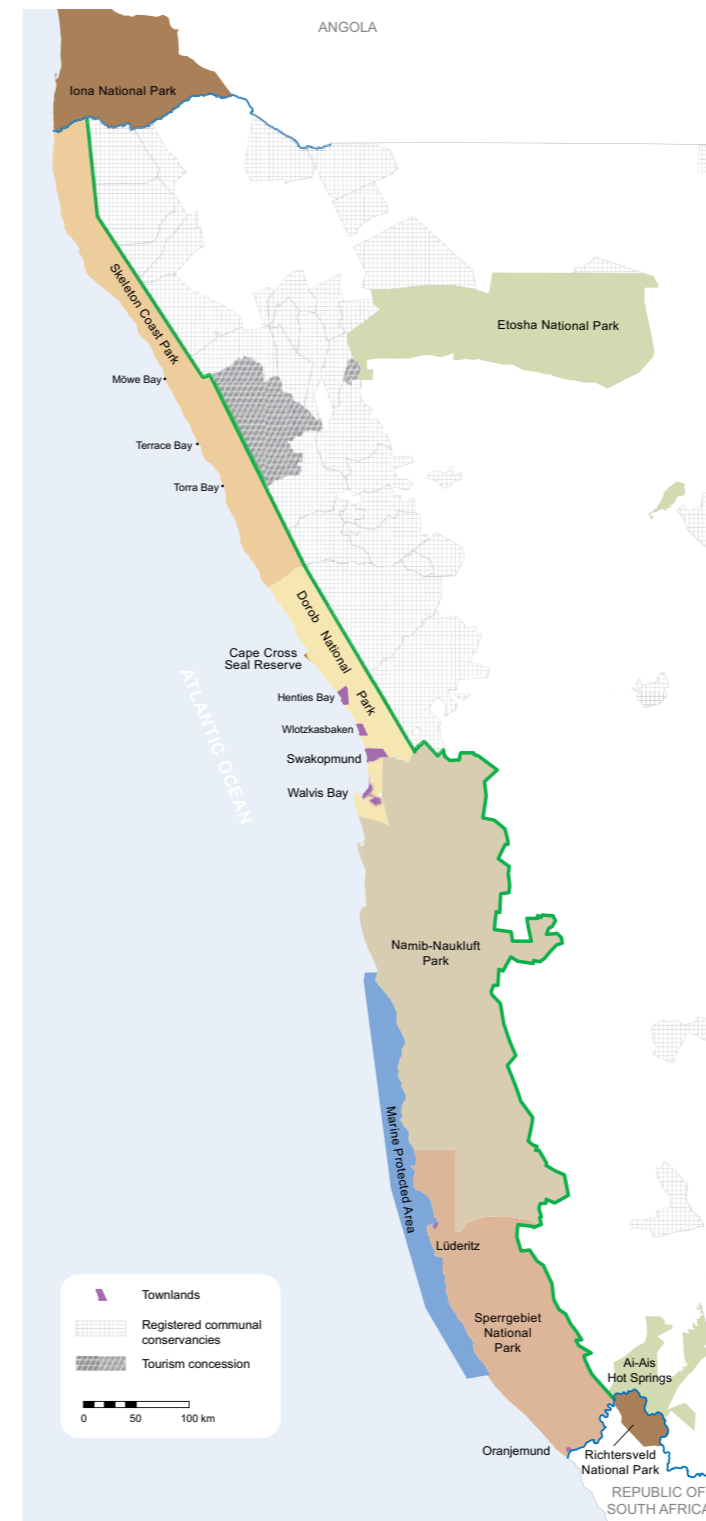 ANGOLA
Iona National Park
Skeleton Coast Park
Etosha National Park
Möwe Bay
Terrace Bay
Torra Bay
Dorob National Park
Cape Cross
Seal Reserve
Henties Bay
Wlotzkasbaken
Swakopmund
Walvis Bay
ATLANTIC OCEAN
Namib-Naukluft
Park
Marine Protected Area
Lüderitz
Sperrgebiet
National
Park
Ai-Ais
Hot Springs
Oranjemund
Richtersveld
National Park
REPUBLIC OF
SOUTH AFRICA
Townlands
Registered communal
conservancies
Tourism concession
0 50 100 km